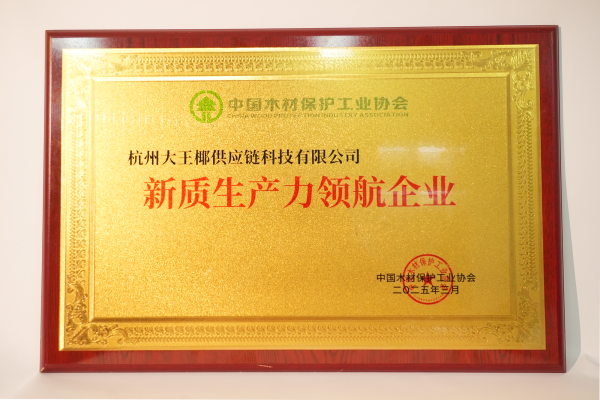 中国木材保护工业协会
CHINA WOOD PROTECTION INDUSTRY ASSOCIATION
杭州大王椰供应链科技有限公司
新质生产力领航企业
中国木材保护工业协会
二〇二五年三月